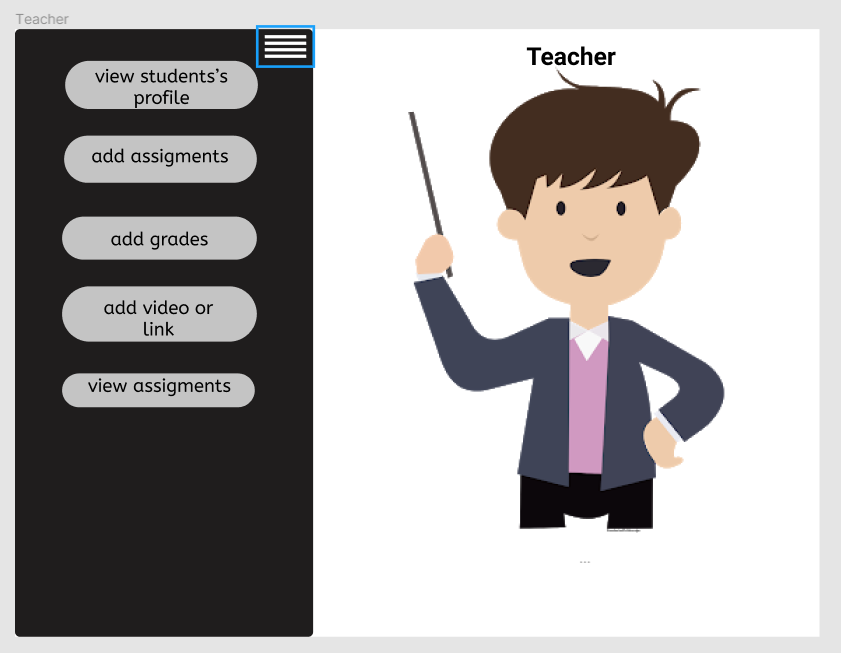 Teacher
view students's
profile
add assigments
add grades
add video or
link
view assigments
Teacher
...